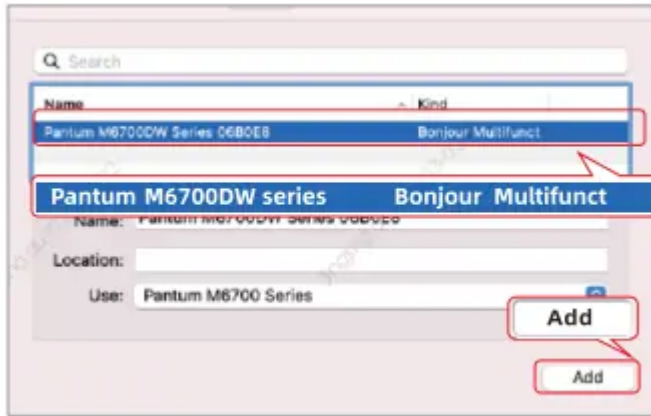 Search
Name Kind
Pantum M6700DW Series 06B0E8 Bonjour Multifunct
Pantum M6700DW series Bonjour Multifunct
Name: Pantum M6700DW Series 06B0E8
Location:
Use: Pantum M6700 Series
Add
Add